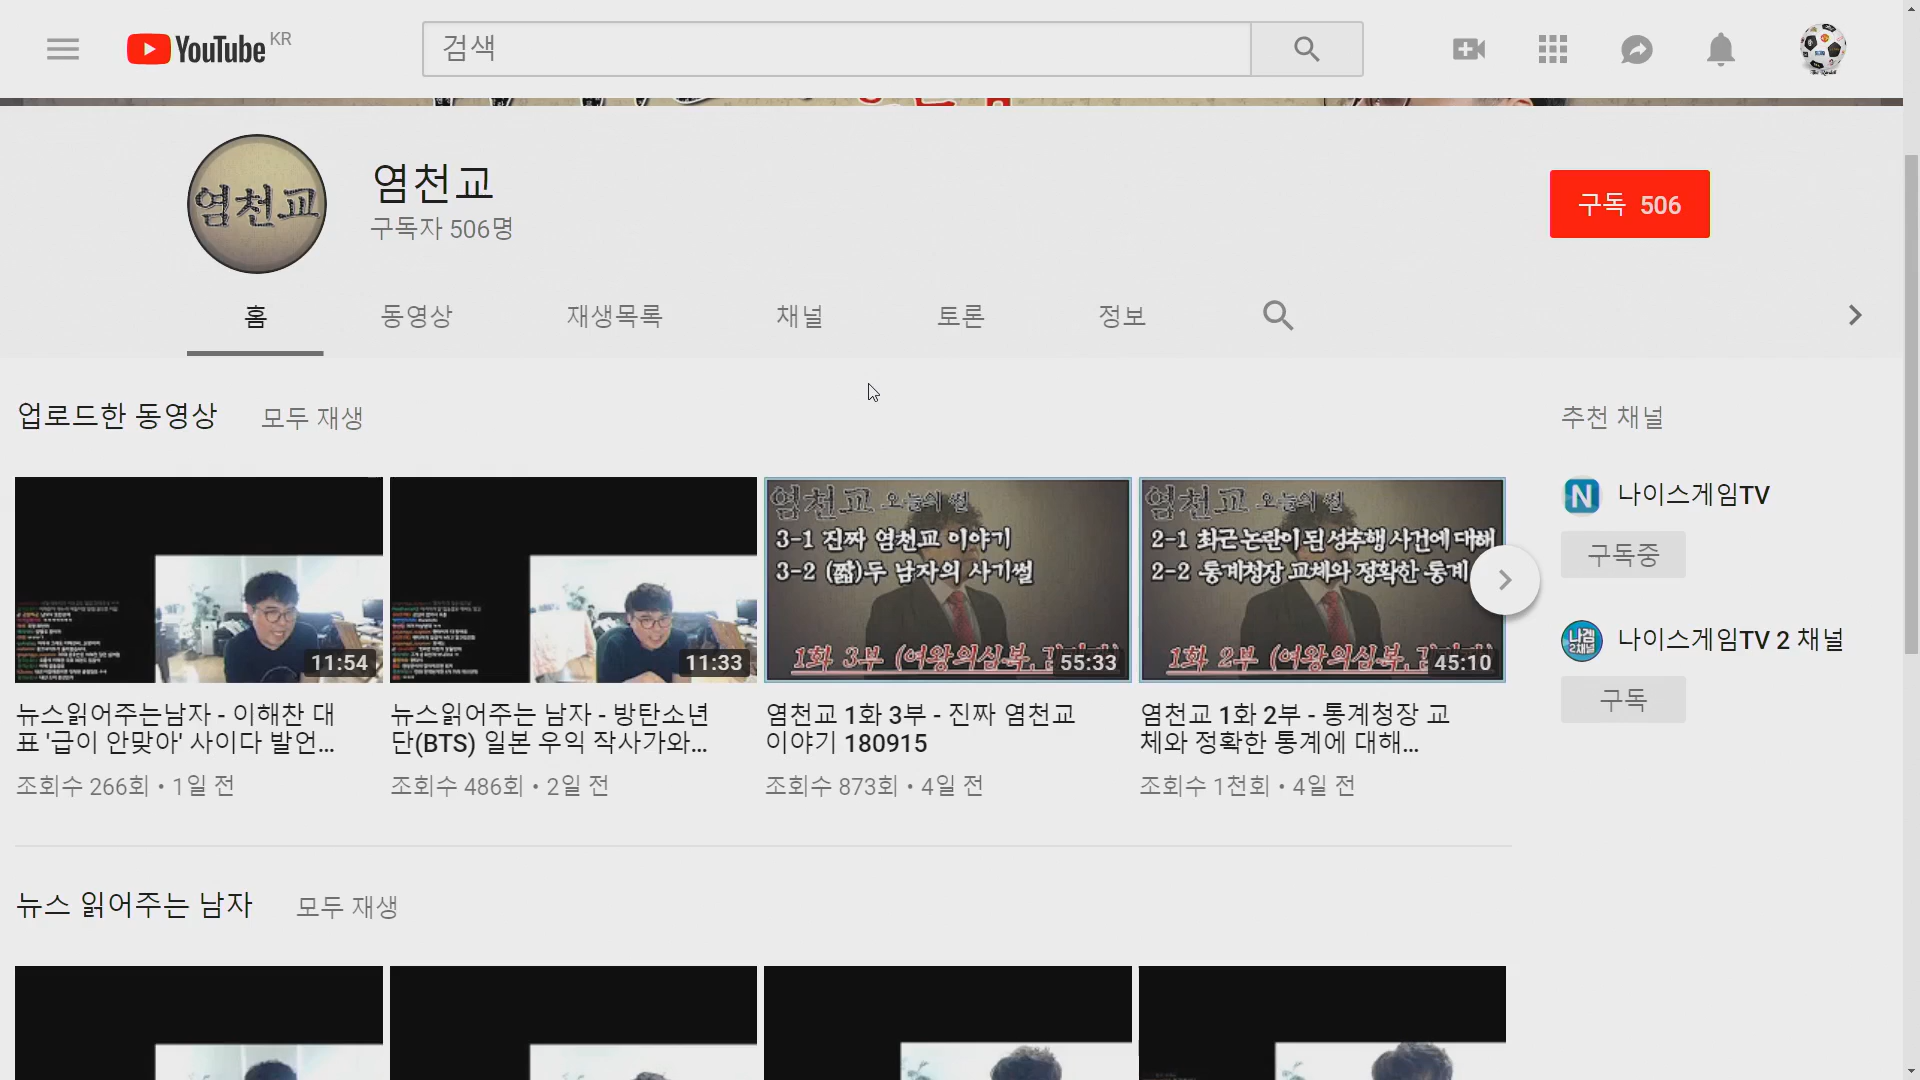 YouTube KR
검색
염천교
염천교
구독자 506명
구독 506
홈
동영상
재생목록
채널
토론
정보
업로드한 동영상
모두 재생
추천 채널
나이스게임TV
구독중
나겜
2채널
나이스게임TV 2 채널
구독
11:54
11:33
염천교 오늘의 썰
3-1 진짜 염천교 이야기
3-2 (짧)두 남자의 사기썰
1화 3부
55:33
염천교 오늘의 썰
2-1 최근 논란이 된 성추행 사건에 대해
2-2 통계청장 교체와 정확한 통계
1화 2부
45:10
뉴스읽어주는남자 - 이해찬 대
표 '급이 안맞아' 사이다 발언...
조회수 266회 • 1일 전
뉴스읽어주는 남자 - 방탄소년
단(BTS) 일본 우익 작사가와...
조회수 486회 • 2일 전
염천교 1화 3부 - 진짜 염천교
이야기 180915
조회수 873회 • 4일 전
염천교 1화 2부 - 통계청장 교
체와 정확한 통계에 대해...
조회수 1천회 • 4일 전
뉴스 읽어주는 남자
모두 재생